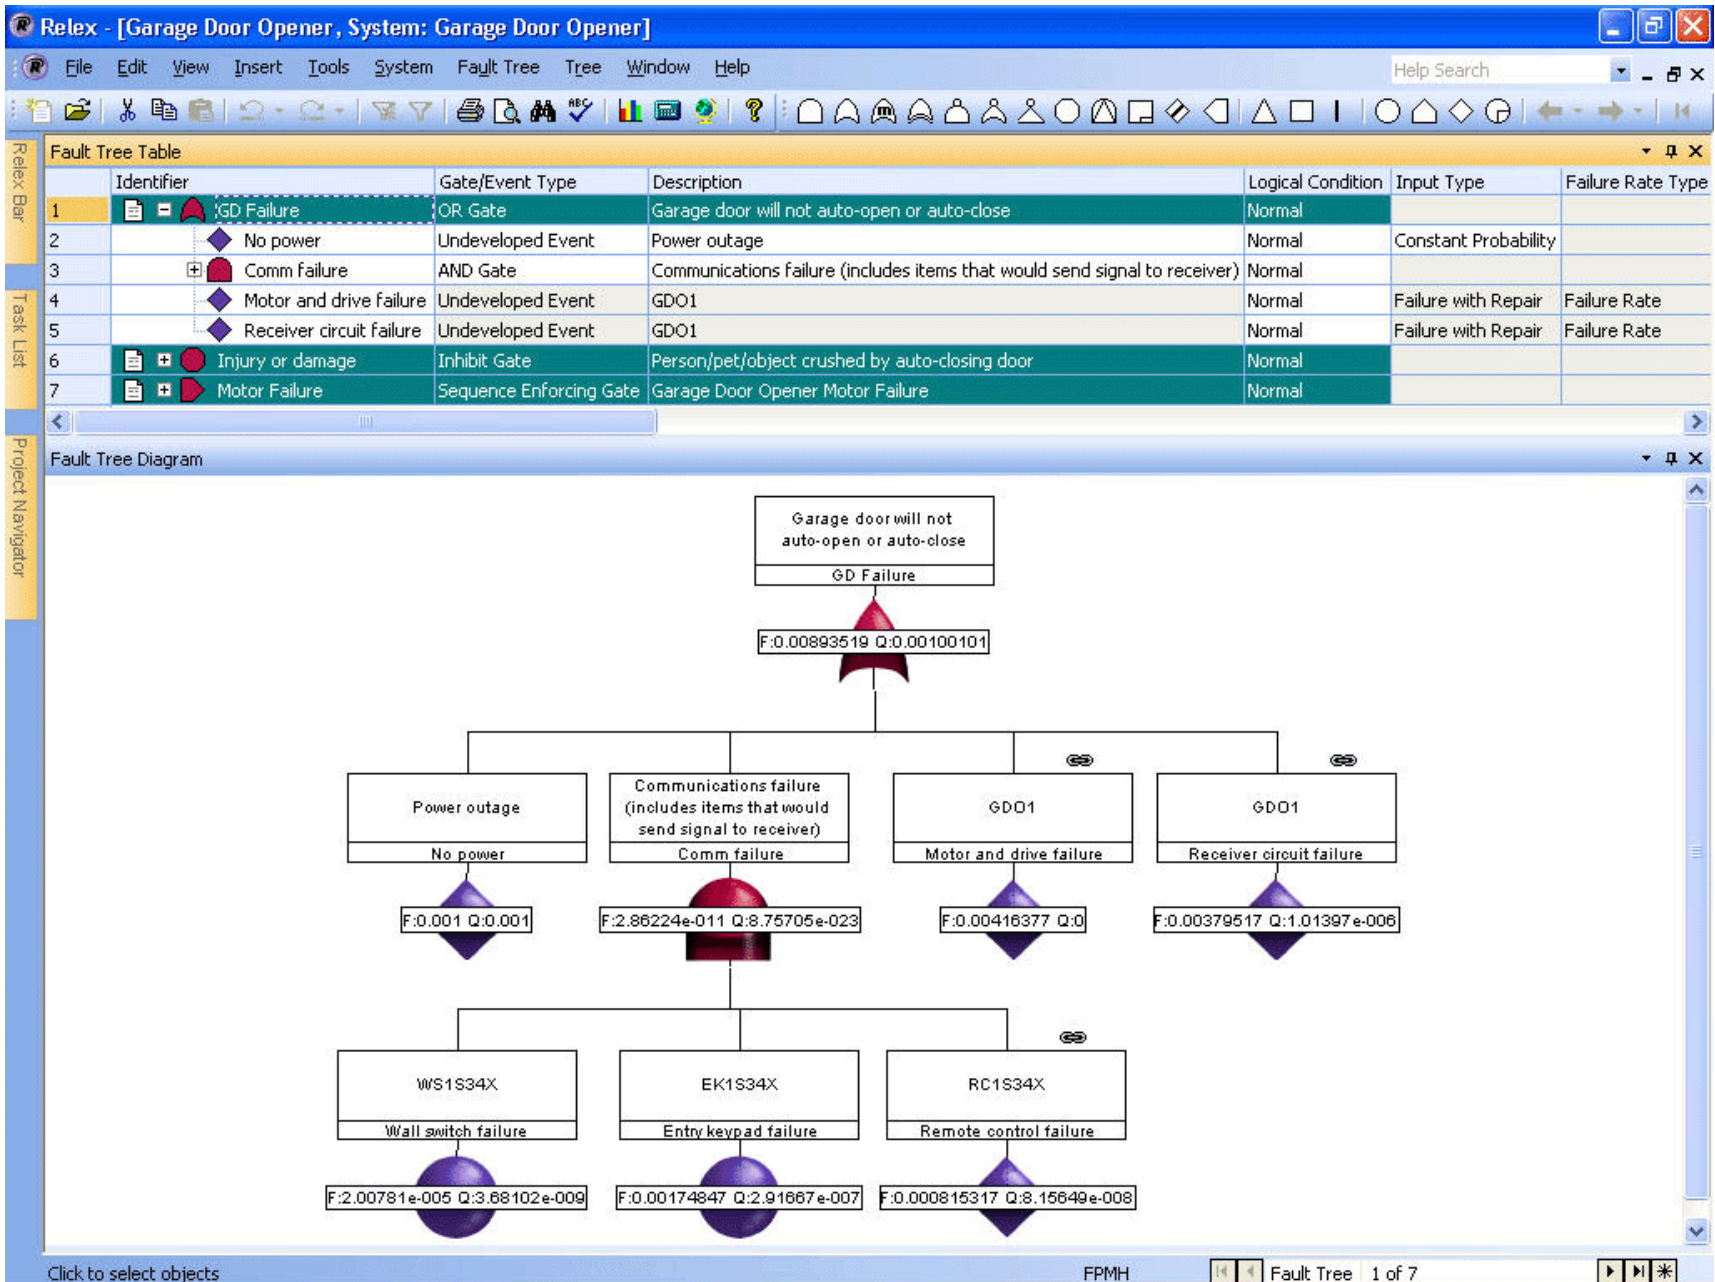 Relex - [Garage Door Opener, System: Garage Door Opener]
File Edit View Insert Tools System Fault Tree Tree Window Help
Help Search
ABC
Relex Bar
Task List
Project Navigator
Fault Tree Table
Identifier Gate/Event Type Description Logical Condition Input Type Failure Rate Type
1 GD Failure OR Gate Garage door will not auto-open or auto-close Normal
2 No power Undeveloped Event Power outage Normal Constant Probability
3 Comm failure AND Gate Communications failure (includes items that would send signal to receiver) Normal
4 Motor and drive failure Undeveloped Event GDO1 Normal Failure with Repair Failure Rate
5 Receiver circuit failure Undeveloped Event GDO1 Normal Failure with Repair Failure Rate
6 Injury or damage Inhibit Gate Person/pet/object crushed by auto-closing door Normal
7 Motor Failure Sequence Enforcing Gate Garage Door Opener Motor Failure Normal
Fault Tree Diagram
Garage door will not
auto-open or auto-close
GD Failure
F:0.00893519 Q:0.00100101
Power outage
No power
F:0.001 Q:0.001
Communications failure
(includes items that would
send signal to receiver)
Comm failure
F:2.86224e-011 Q:8.75705e-023
GDO1
Motor and drive failure
F:0.00416377 Q:0
GDO1
Receiver circuit failure
F:0.00379517 Q:1.01397e-006
WS1S34X
Wall switch failure
F:2.00781e-005 Q:3.68102e-009
EK1S34X
Entry keypad failure
F:0.00174847 Q:2.91667e-007
RC1S34X
Remote control failure
F:0.000815317 Q:8.15649e-008
Click to select objects FPMH Fault Tree 1 of 7